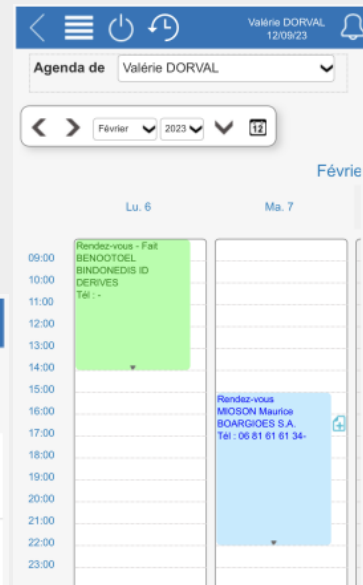 Valérie DORVAL
12/09/23
Agenda de Valérie DORVAL
Février 2023 12
Févrie
Lu. 6 Ma. 7
Rendez-vous - Fait
BENOOTOEL
BINDONEDIS ID
DERIVES
Tél : -
09:00
10:00
11:00
12:00
13:00
14:00
15:00
Rendez-vous
MIOSON Maurice
BOARGIOES S.A.
Tél : 06 81 61 61 34-
16:00
17:00
18:00
19:00
20:00
21:00
22:00
23:00